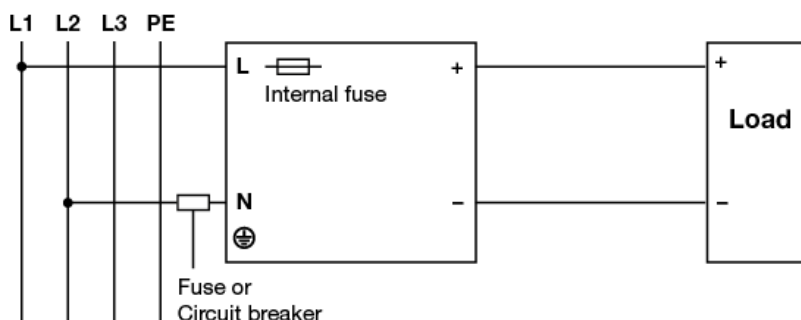 L1 L2 L3 PE
L + +
Internal fuse
Load
N − −
Fuse or
Circuit breaker